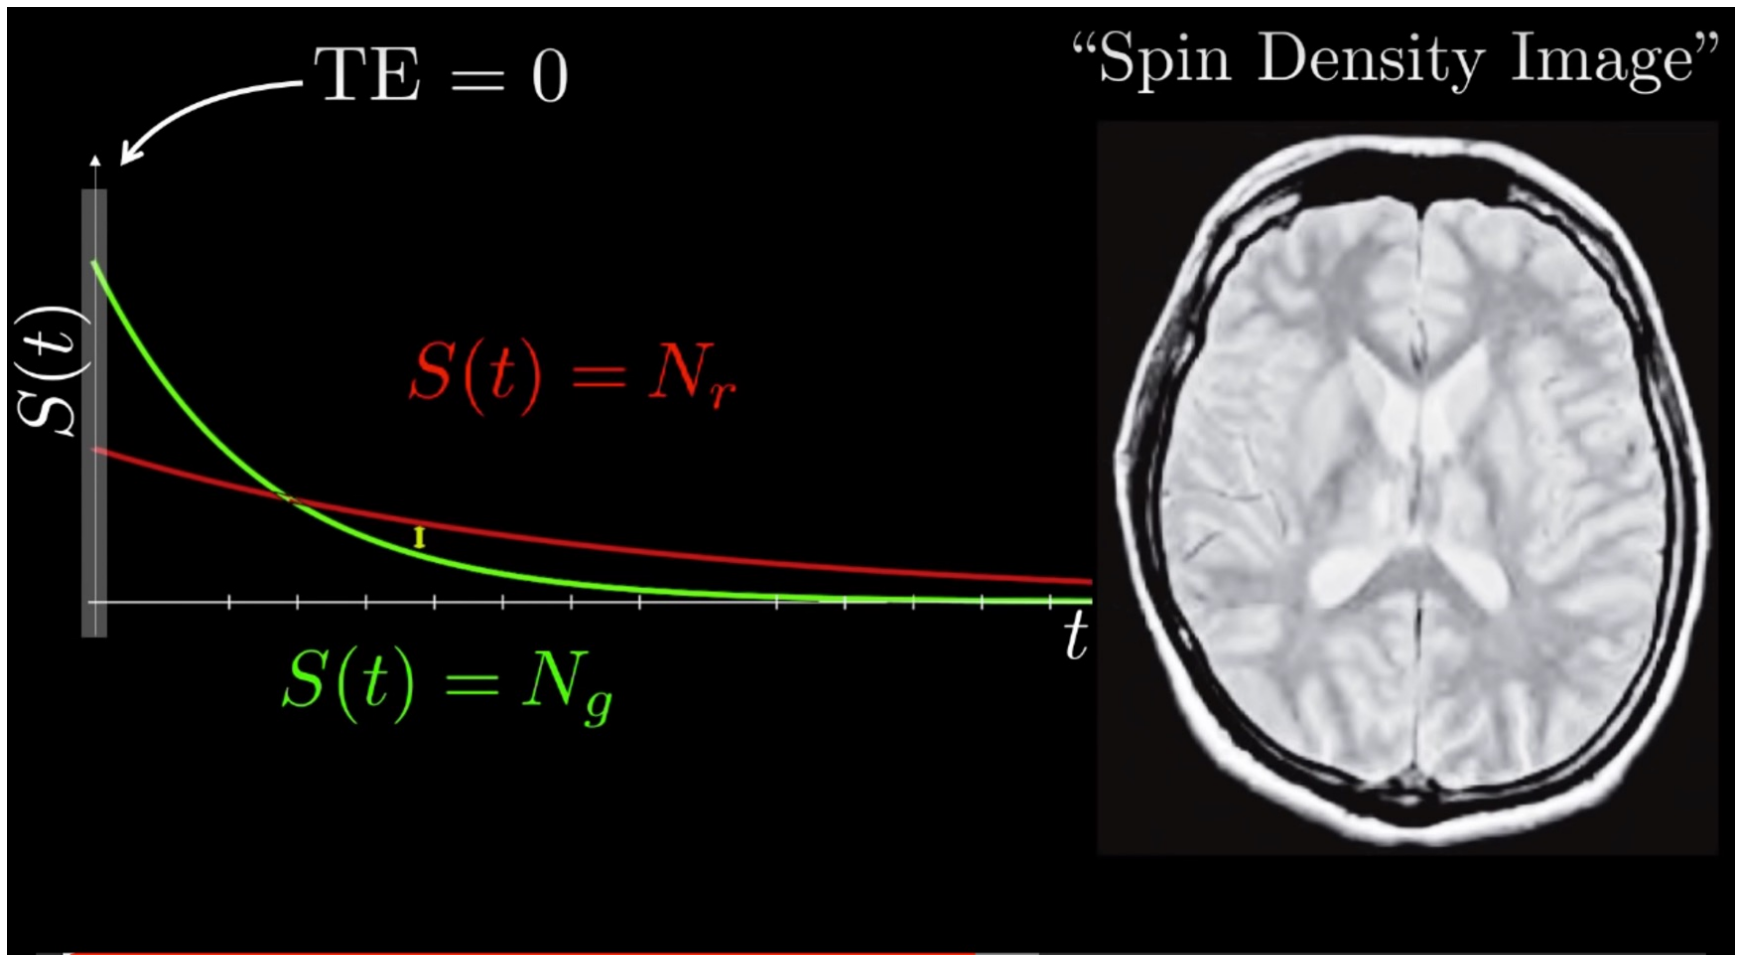 TE = 0
“Spin Density Image”
S(t)
S(t) = N_r
t
S(t) = N_g